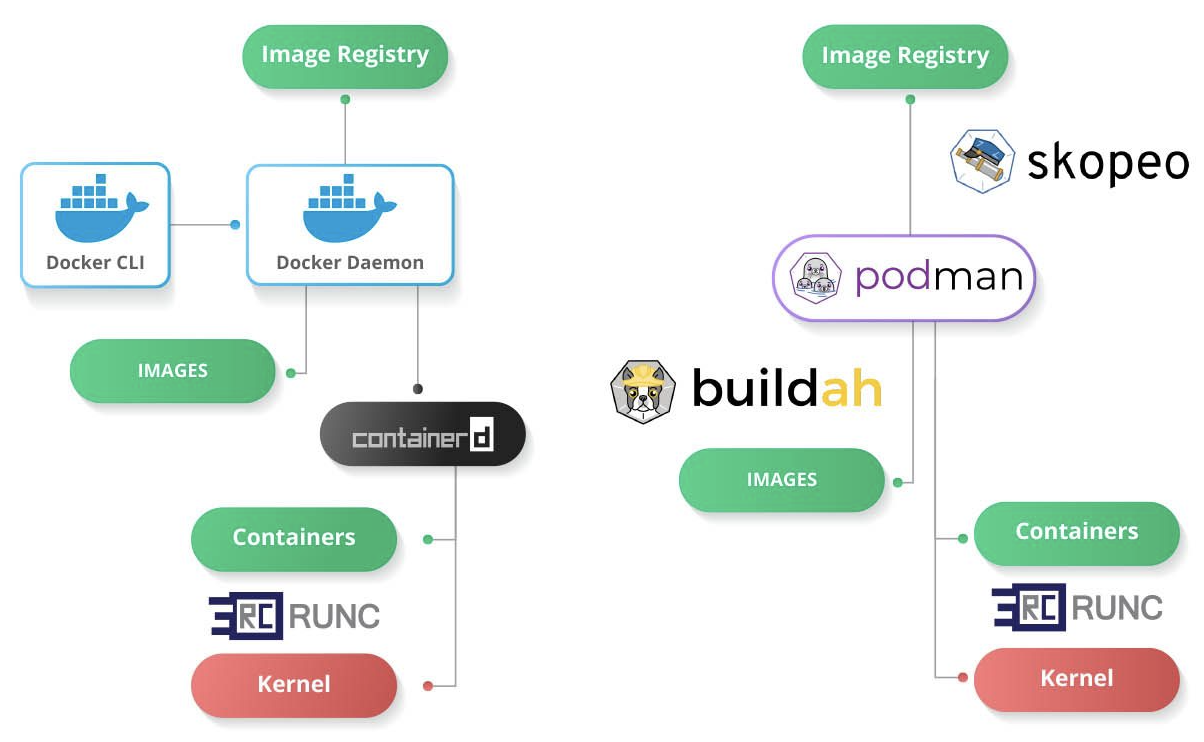 Image Registry
Docker CLI
Docker Daemon
IMAGES
containerd
Containers
RC RUNC
Kernel
Image Registry
skopeo
podman
buildah
IMAGES
Containers
RC RUNC
Kernel